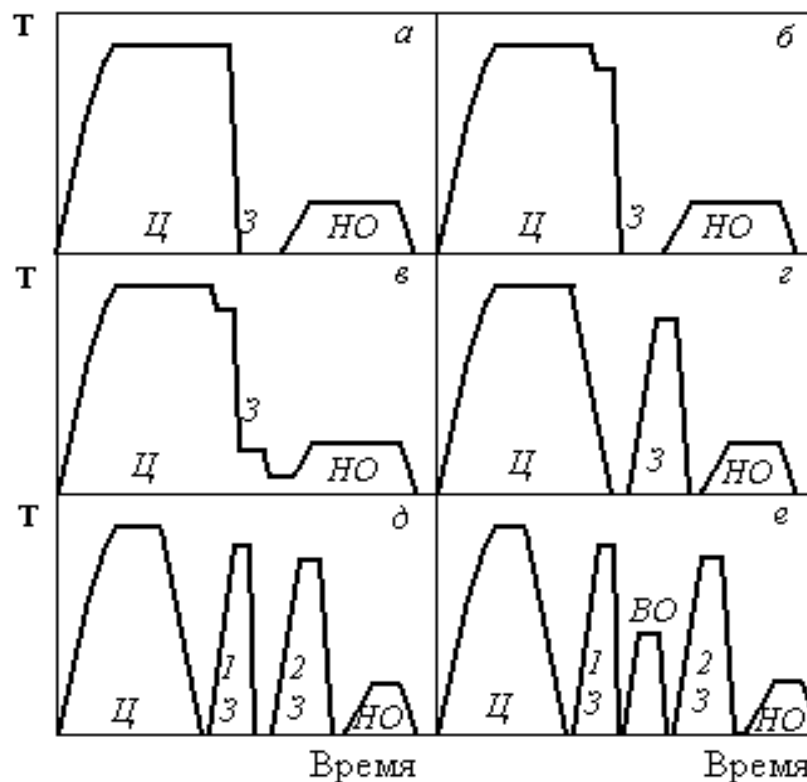 Т а б
Ц З НО Ц З НО
Т в г
Ц З НО Ц З НО
Т д е
ВО
Ц 1 З 2 З НО Ц 1 З 2 З НО
Время Время